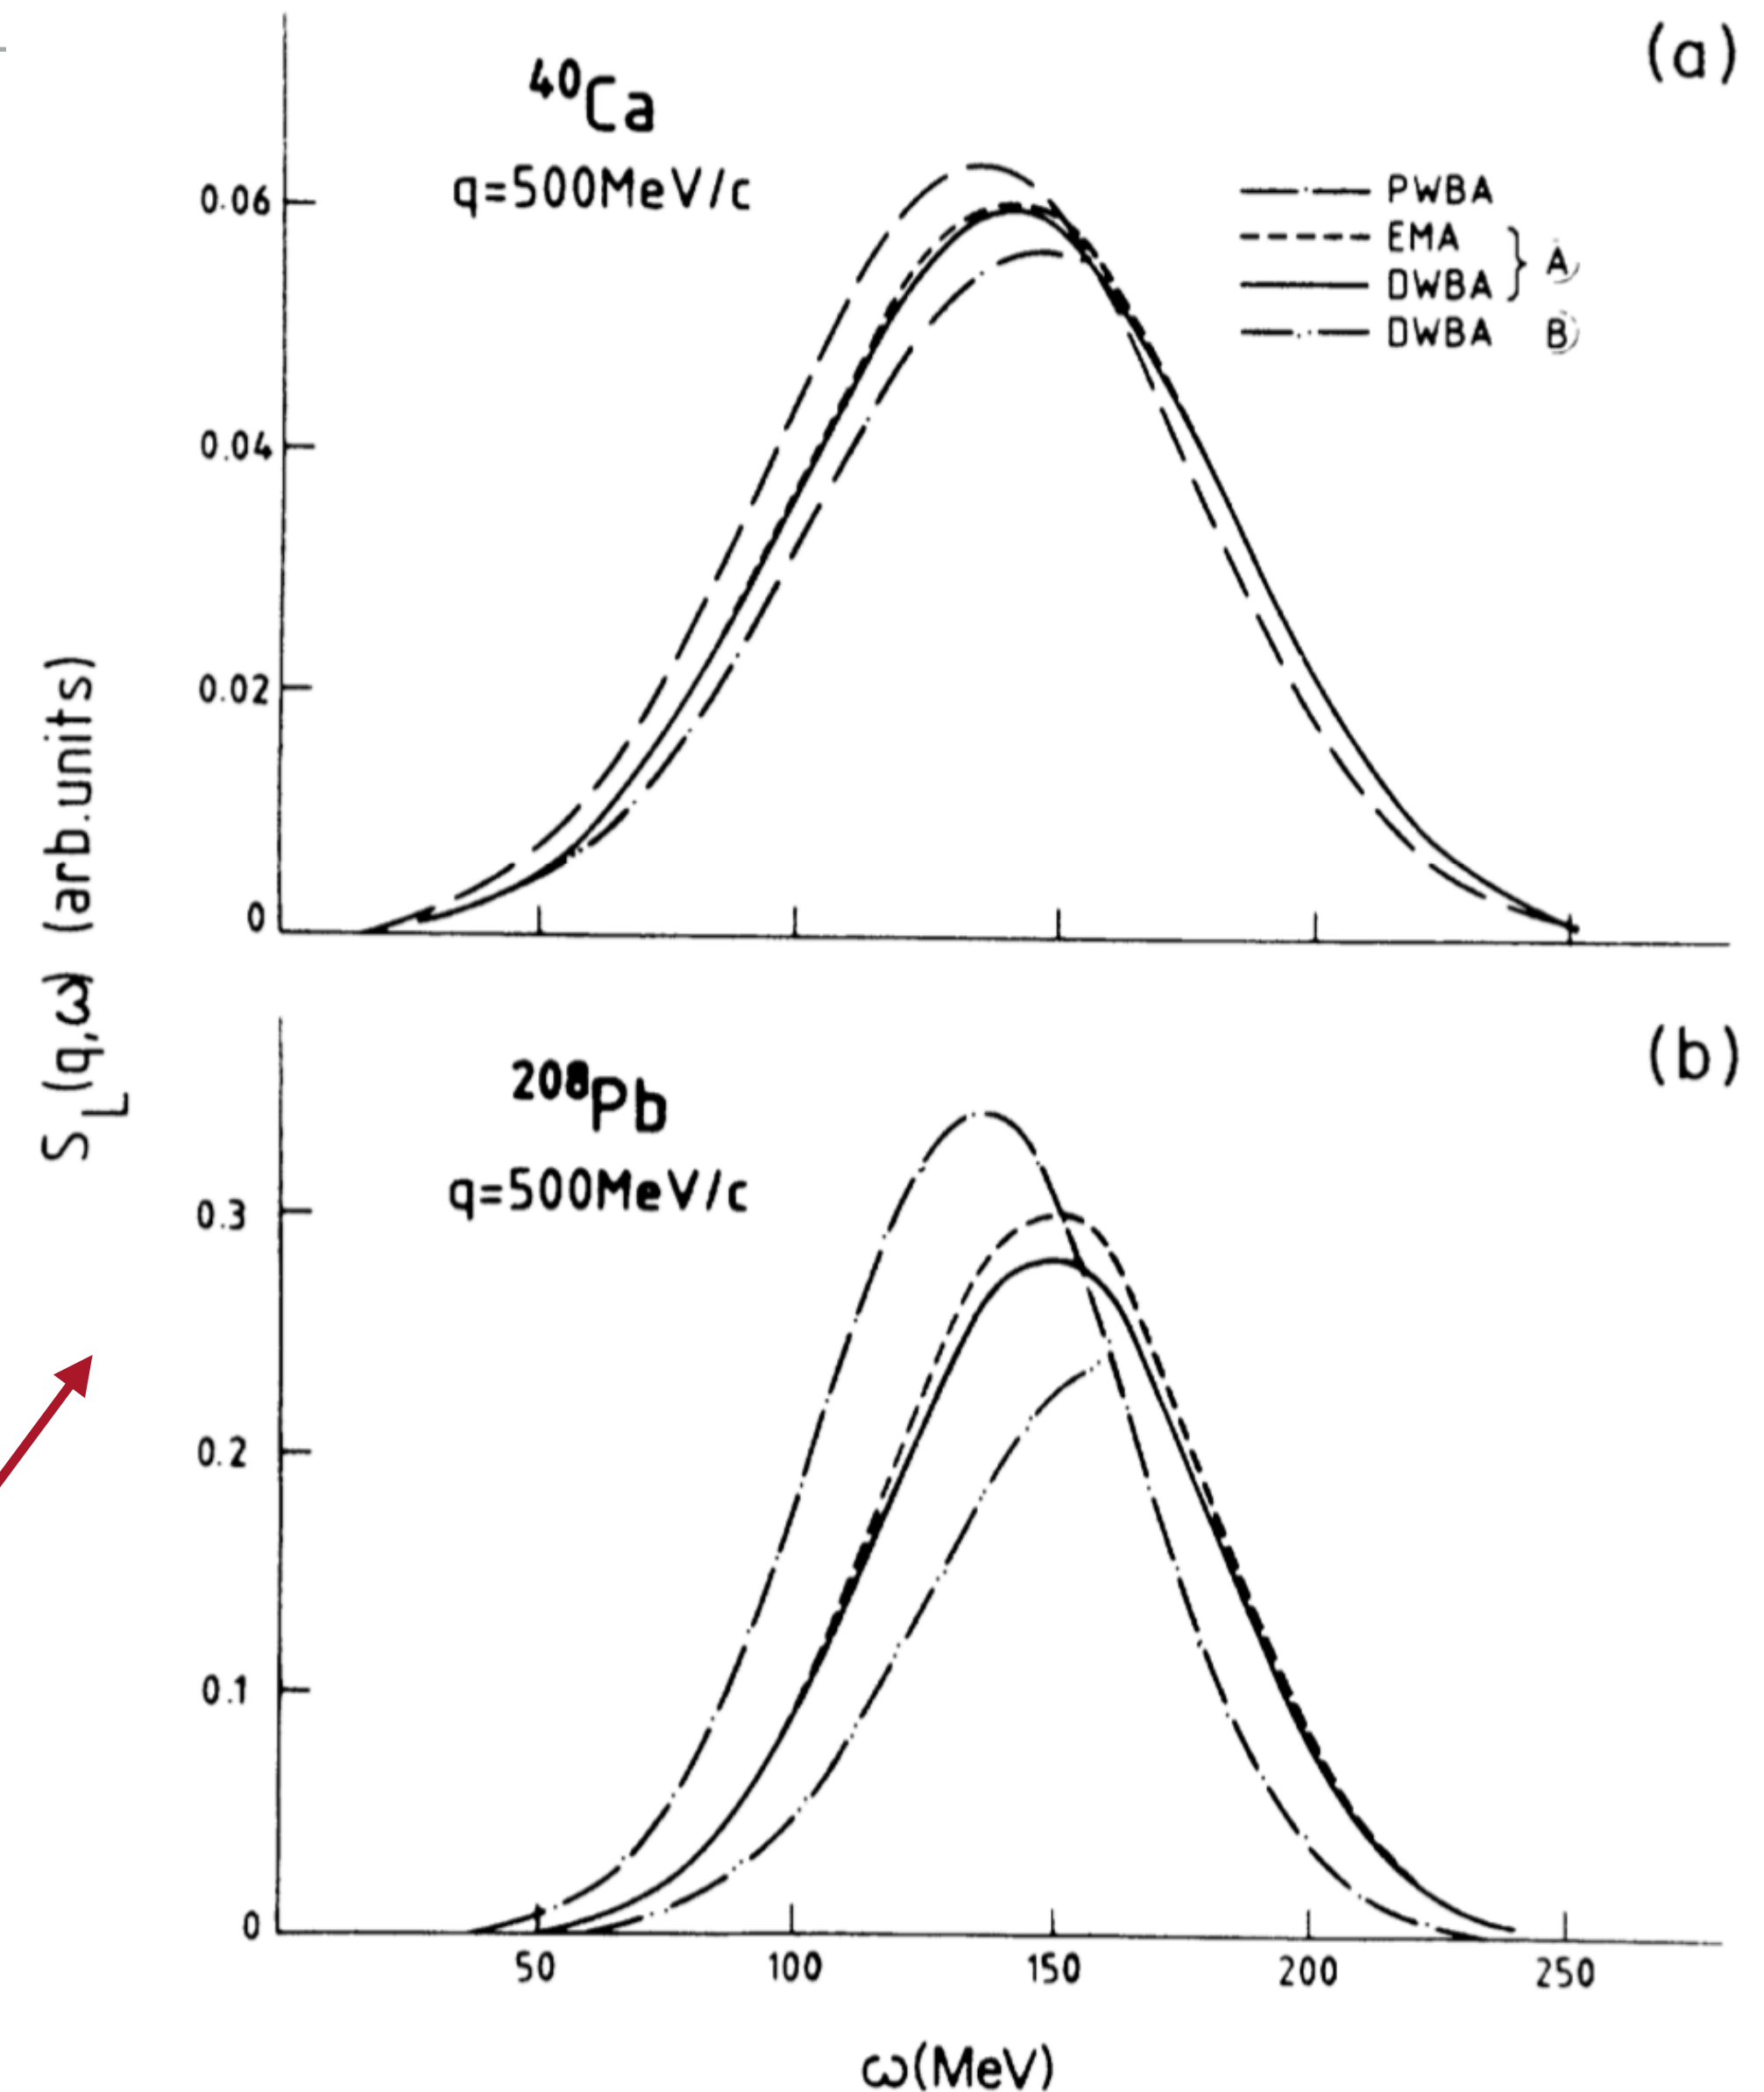 (a)
⁴⁰Ca
q=500MeV/c
PWBA
EMA
DWBA
A
DWBA B
0.06
0.04
0.02
0
S_L(q,ω) (arb.units)
(b)
²⁰⁸Pb
q=500MeV/c
0.3
0.2
0.1
0
50 100 150 200 250
ω(MeV)